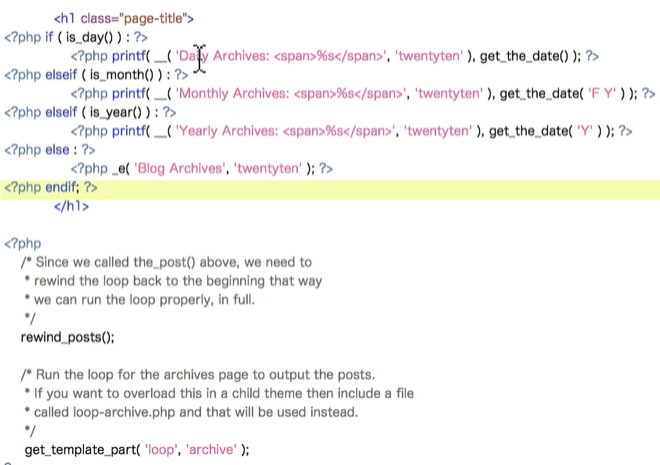 <h1 class="page-title">
<?php if ( is_day() ) : ?>
<?php printf( __( 'Daily Archives: <span>%s</span>', 'twentyten' ), get_the_date() ); ?>
<?php elseif ( is_month() ) : ?>
<?php printf( __( 'Monthly Archives: <span>%s</span>', 'twentyten' ), get_the_date( 'F Y' ) ); ?>
<?php elseif ( is_year() ) : ?>
<?php printf( __( 'Yearly Archives: <span>%s</span>', 'twentyten' ), get_the_date( 'Y' ) ); ?>
<?php else : ?>
<?php _e( 'Blog Archives', 'twentyten' ); ?>
<?php endif; ?>
</h1>
<?php
/* Since we called the_post() above, we need to
* rewind the loop back to the beginning that way
* we can run the loop properly, in full.
*/
rewind_posts();
/* Run the loop for the archives page to output the posts.
* If you want to overload this in a child theme then include a file
* called loop-archive.php and that will be used instead.
*/
get_template_part( 'loop', 'archive' );